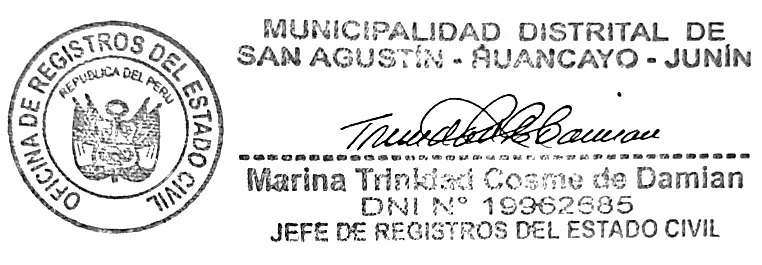 OFICINA DE REGISTROS DEL ESTADO CIVIL
REPUBLICA DEL PERU
MUNICIPALIDAD DISTRITAL DE
SAN AGUSTÍN - HUANCAYO - JUNÍN
Marina Trinidad Cosme de Damian
DNI N° 19962685
JEFE DE REGISTROS DEL ESTADO CIVIL